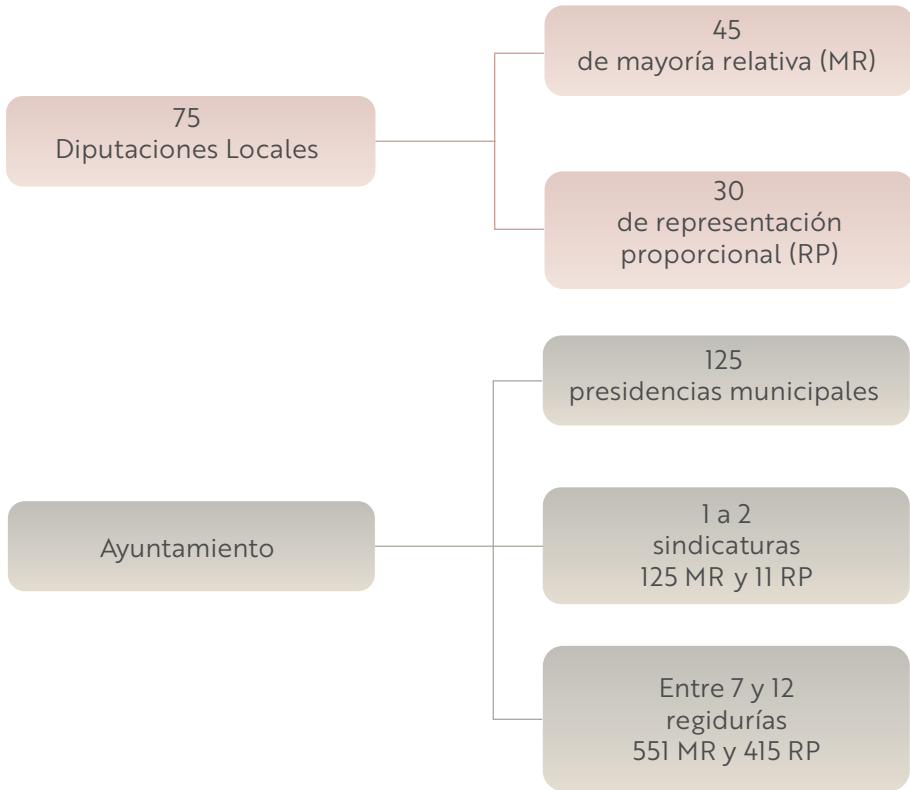 75
Diputaciones Locales
45
de mayoría relativa (MR)
30
de representación
proporcional (RP)
Ayuntamiento
125
presidencias municipales
1 a 2
sindicaturas
125 MR y 11 RP
Entre 7 y 12
regidurías
551 MR y 415 RP